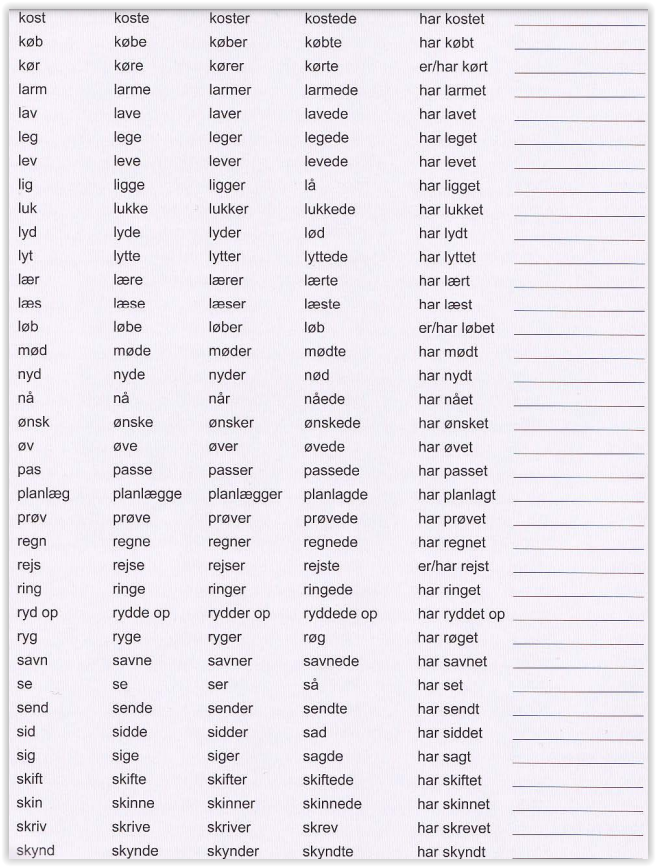 kost koste koster kostede har kostet
køb købe køber købte har købt
kør køre kører kørte er/har kørt
larm larme larmer larmede har larmet
lav lave laver lavede har lavet
leg lege leger legede har leget
lev leve lever levede har levet
lig ligge ligger lå har ligget
luk lukke lukker lukkede har lukket
lyd lyde lyder lød har lydt
lyt lytte lytter lyttede har lyttet
lær lære lærer lærte har lært
læs læse læser læste har læst
løb løbe løber løb er/har løbet
mød møde møder mødte har mødt
nyd nyde nyder nød har nydt
nå nå når nåede har nået
ønsk ønske ønsker ønskede har ønsket
øv øve øver øvede har øvet
pas passe passer passede har passet
planlæg planlægge planlægger planlagde har planlagt
prøv prøve prøver prøvede har prøvet
regn regne regner regnede har regnet
rejs rejse rejser rejste er/har rejst
ring ringe ringer ringede har ringet
ryd op rydde op rydder op ryddede op har ryddet op
ryg ryge ryger røg har røget
savn savne savner savnede har savnet
se se ser så har set
send sende sender sendte har sendt
sid sidde sidder sad har siddet
sig sige siger sagde har sagt
skift skifte skifter skiftede har skiftet
skin skinne skinner skinnede har skinnet
skriv skrive skriver skrev har skrevet
skynd skynde skynder skyndte har skyndt